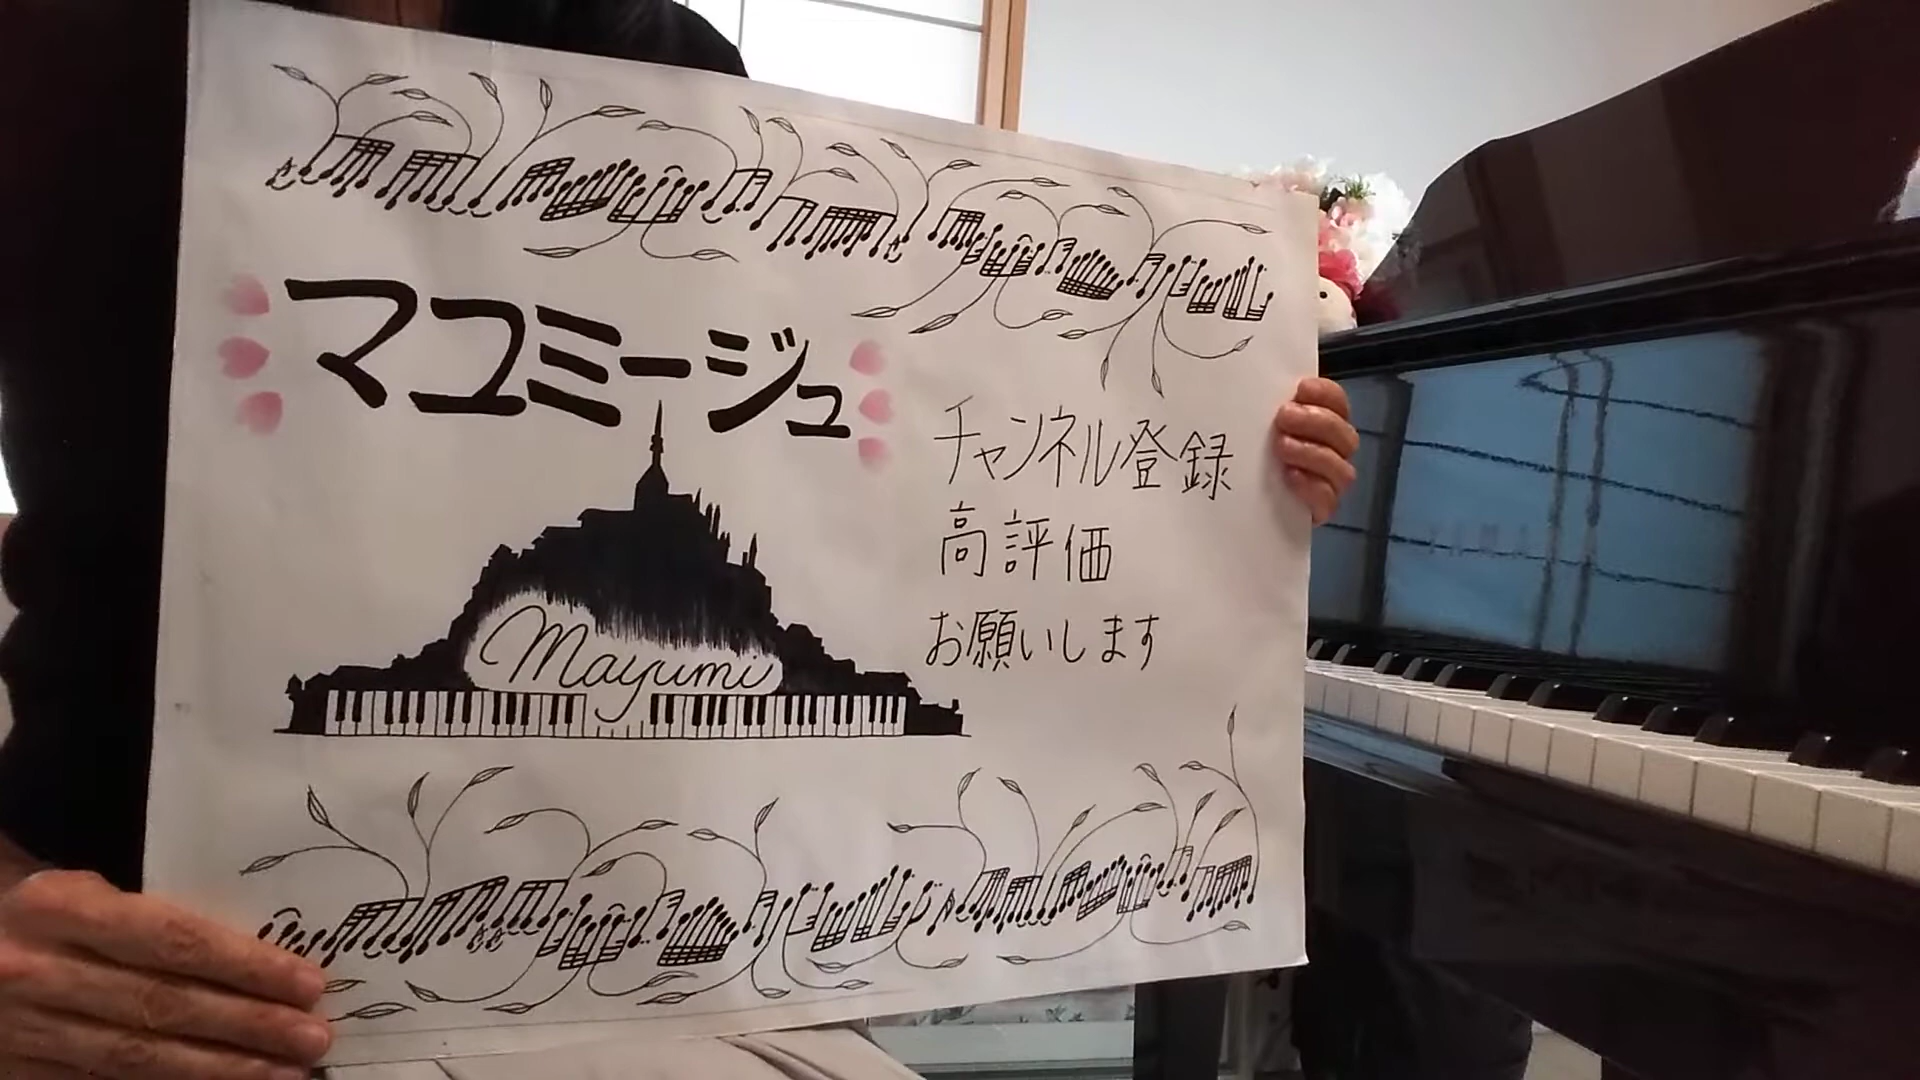 マユミージュ
Mayumi
チャンネル登録
高評価
お願いします